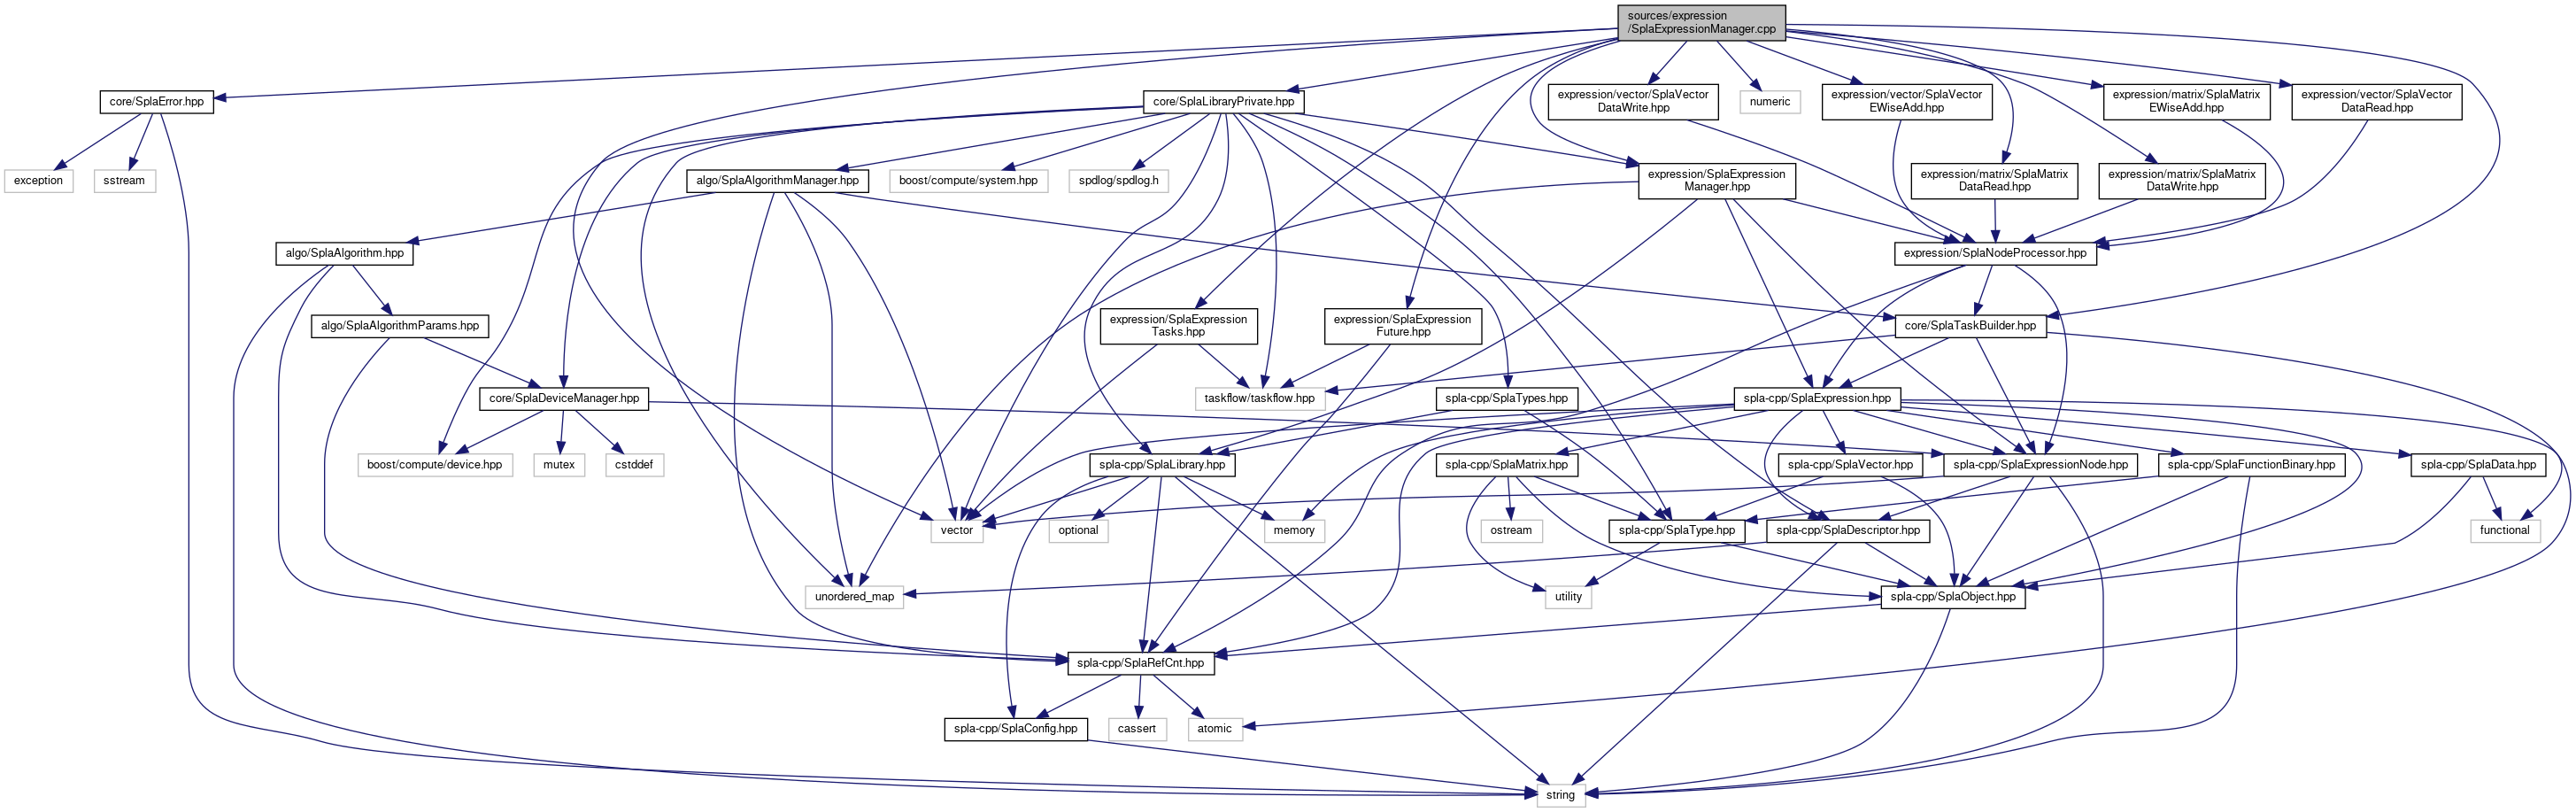 sources/expression
/SplaExpressionManager.cpp
core/SplaError.hpp
core/SplaLibraryPrivate.hpp
expression/vector/SplaVector
DataWrite.hpp
numeric
expression/vector/SplaVector
EWiseAdd.hpp
expression/matrix/SplaMatrix
EWiseAdd.hpp
expression/vector/SplaVector
DataRead.hpp
exception
sstream
algo/SplaAlgorithmManager.hpp
boost/compute/system.hpp
spdlog/spdlog.h
expression/SplaExpression
Manager.hpp
expression/matrix/SplaMatrix
DataRead.hpp
expression/matrix/SplaMatrix
DataWrite.hpp
algo/SplaAlgorithm.hpp
expression/SplaNodeProcessor.hpp
algo/SplaAlgorithmParams.hpp
expression/SplaExpression
Tasks.hpp
expression/SplaExpression
Future.hpp
core/SplaTaskBuilder.hpp
core/SplaDeviceManager.hpp
taskflow/taskflow.hpp
spla-cpp/SplaTypes.hpp
spla-cpp/SplaExpression.hpp
boost/compute/device.hpp
mutex
cstddef
spla-cpp/SplaLibrary.hpp
spla-cpp/SplaMatrix.hpp
spla-cpp/SplaVector.hpp
spla-cpp/SplaExpressionNode.hpp
spla-cpp/SplaFunctionBinary.hpp
spla-cpp/SplaData.hpp
vector
optional
memory
ostream
spla-cpp/SplaType.hpp
spla-cpp/SplaDescriptor.hpp
functional
unordered_map
utility
spla-cpp/SplaObject.hpp
spla-cpp/SplaRefCnt.hpp
spla-cpp/SplaConfig.hpp
cassert
atomic
string